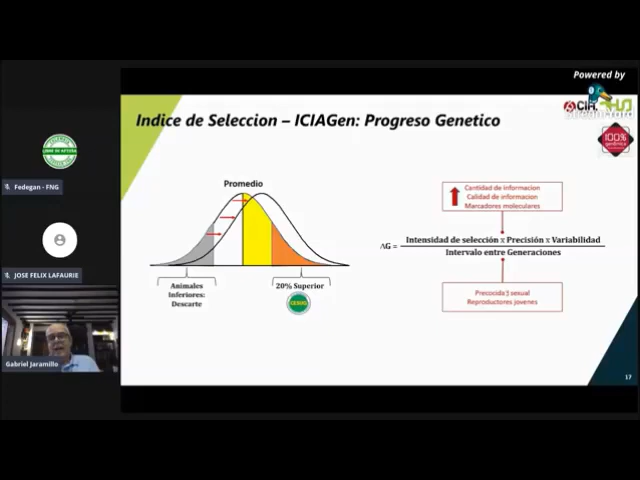 Powered by
Indice de Seleccion – ICIAGen: Progreso Genetico
CIA
100%
Fedegan - FNG
JOSE FELIX LAFAURIE
Gabriel Jaramillo
Promedio
Animales
Inferiores:
Descarte
20% Superior
Cantidad de informacion
Calidad de informacion
Marcadores moleculares
ΔG =
Intensidad de selección x Precisión x Variabilidad
Intervalo entre Generaciones
Precocidad sexual
Reproductores jovenes
17